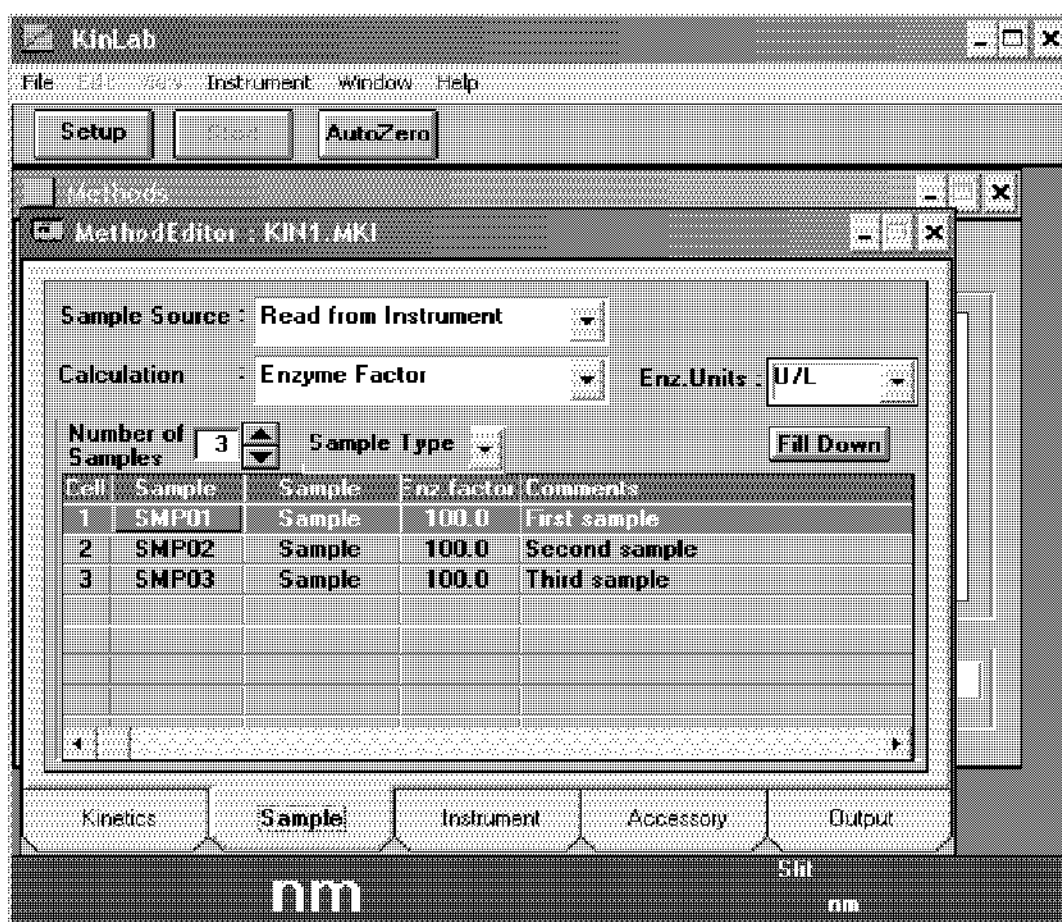 KinLab
File Edit View Instrument Window Help
Setup Start AutoZero
Methods
MethodEditor : KIN1.MKI
Sample Source : Read from Instrument
Calculation : Enzyme Factor Enz.Units : U/L
Number of Samples 3 Sample Type Fill Down
Cell Sample Sample Enz.factor Comments
1 SMP01 Sample 100.0 First sample
2 SMP02 Sample 100.0 Second sample
3 SMP03 Sample 100.0 Third sample
Kinetics Sample Instrument Accessory Output
nm Slit
nm